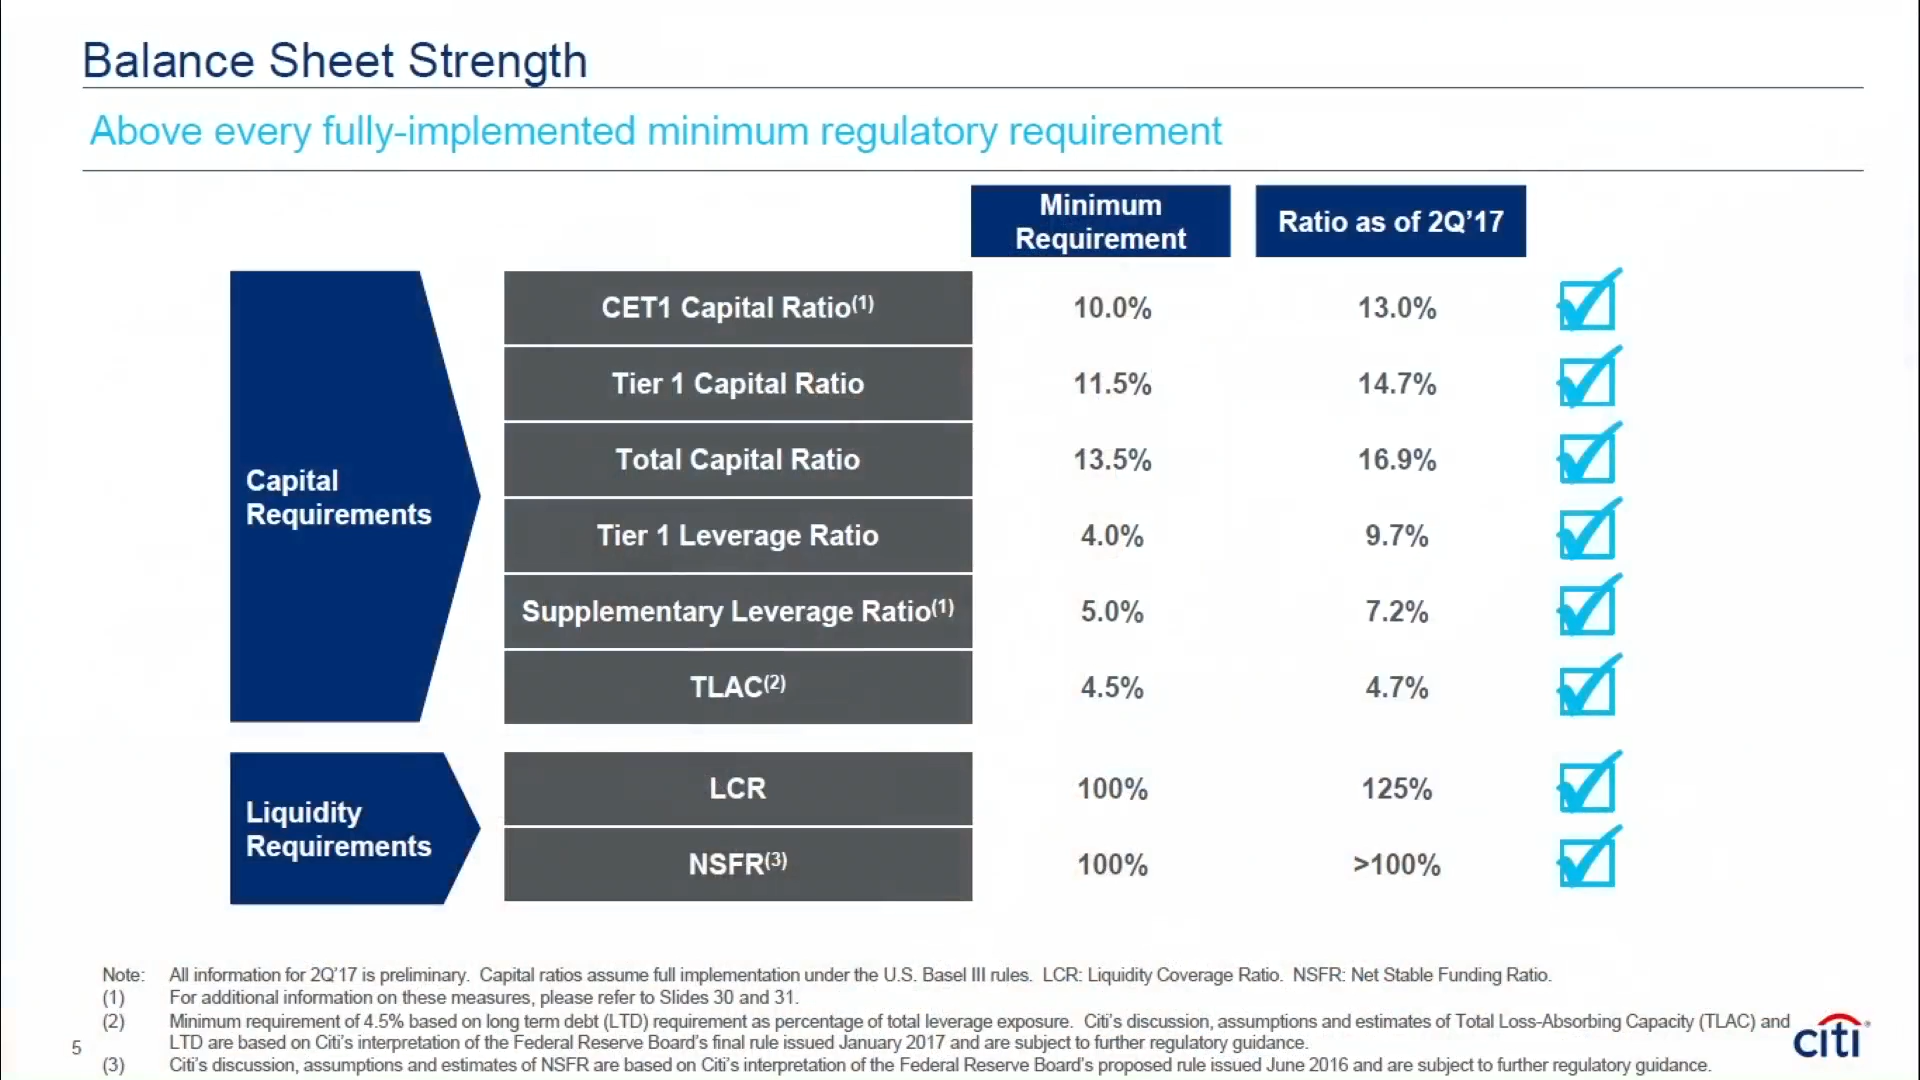 Balance Sheet Strength
Above every fully-implemented minimum regulatory requirement
Minimum
Requirement
Ratio as of 2Q’17
Capital
Requirements
CET1 Capital Ratio(1) 10.0% 13.0%
Tier 1 Capital Ratio 11.5% 14.7%
Total Capital Ratio 13.5% 16.9%
Tier 1 Leverage Ratio 4.0% 9.7%
Supplementary Leverage Ratio(1) 5.0% 7.2%
TLAC(2) 4.5% 4.7%
Liquidity
Requirements
LCR 100% 125%
NSFR(3) 100% >100%
Note: All information for 2Q’17 is preliminary. Capital ratios assume full implementation under the U.S. Basel III rules. LCR: Liquidity Coverage Ratio. NSFR: Net Stable Funding Ratio.
(1) For additional information on these measures, please refer to Slides 30 and 31.
(2) Minimum requirement of 4.5% based on long term debt (LTD) requirement as percentage of total leverage exposure. Citi’s discussion, assumptions and estimates of Total Loss-Absorbing Capacity (TLAC) and
LTD are based on Citi’s interpretation of the Federal Reserve Board’s final rule issued January 2017 and are subject to further regulatory guidance.
(3) Citi’s discussion, assumptions and estimates of NSFR are based on Citi’s interpretation of the Federal Reserve Board’s proposed rule issued June 2016 and are subject to further regulatory guidance.
5
citi